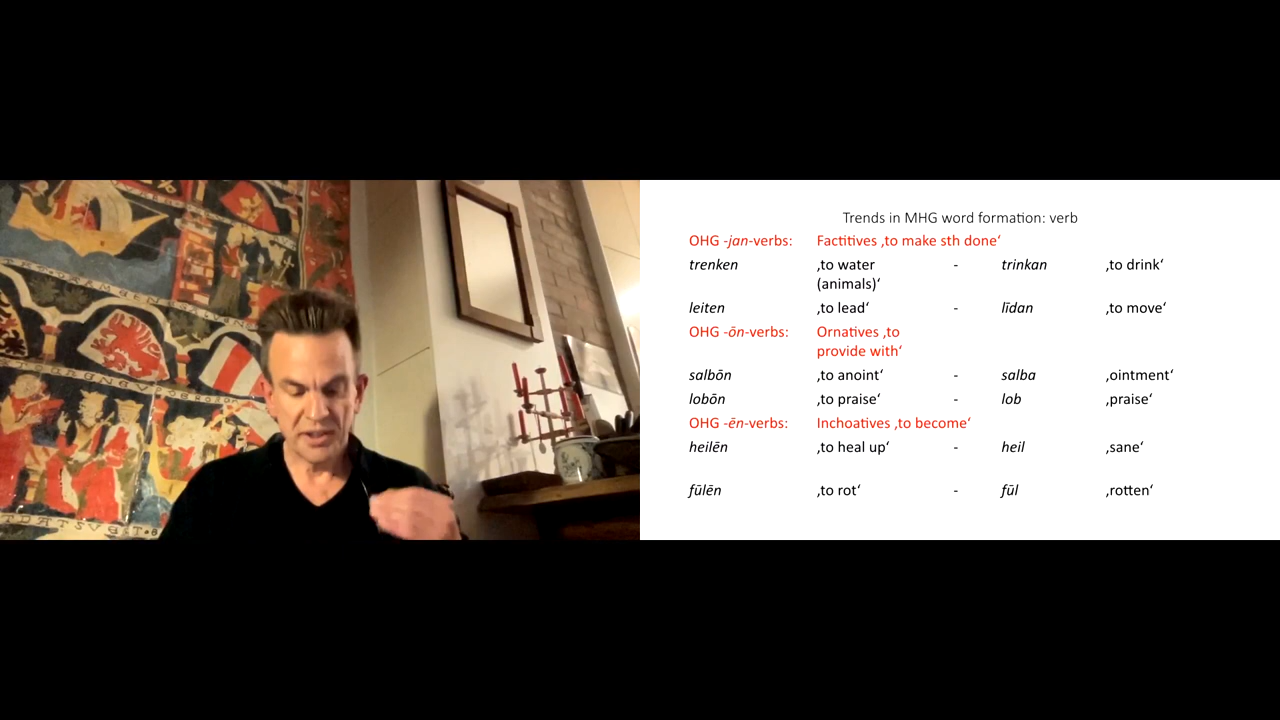 Trends in MHG word formation: verb
OHG -jan-verbs: Factitives ‚to make sth done‘
trenken ‚to water (animals)‘ - trinkan ‚to drink‘
leiten ‚to lead‘ - līdan ‚to move‘
OHG -ōn-verbs: Ornatives ‚to provide with‘
salbōn ‚to anoint‘ - salba ‚ointment‘
lobōn ‚to praise‘ - lob ‚praise‘
OHG -ēn-verbs: Inchoatives ‚to become‘
heilēn ‚to heal up‘ - heil ‚sane‘
fūlēn ‚to rot‘ - fūl ‚rotten‘